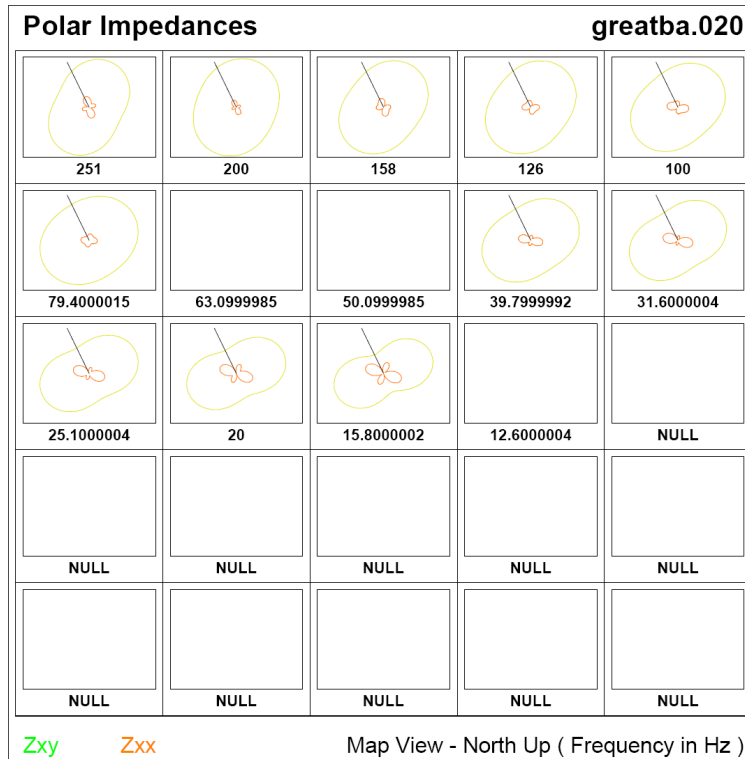 Polar Impedances greatba.020
251 200 158 126 100
79.4000015 63.0999985 50.0999985 39.7999992 31.6000004
25.1000004 20 15.8000002 12.6000004 NULL
NULL NULL NULL NULL NULL
NULL NULL NULL NULL NULL
Zxy Zxx Map View - North Up ( Frequency in Hz )